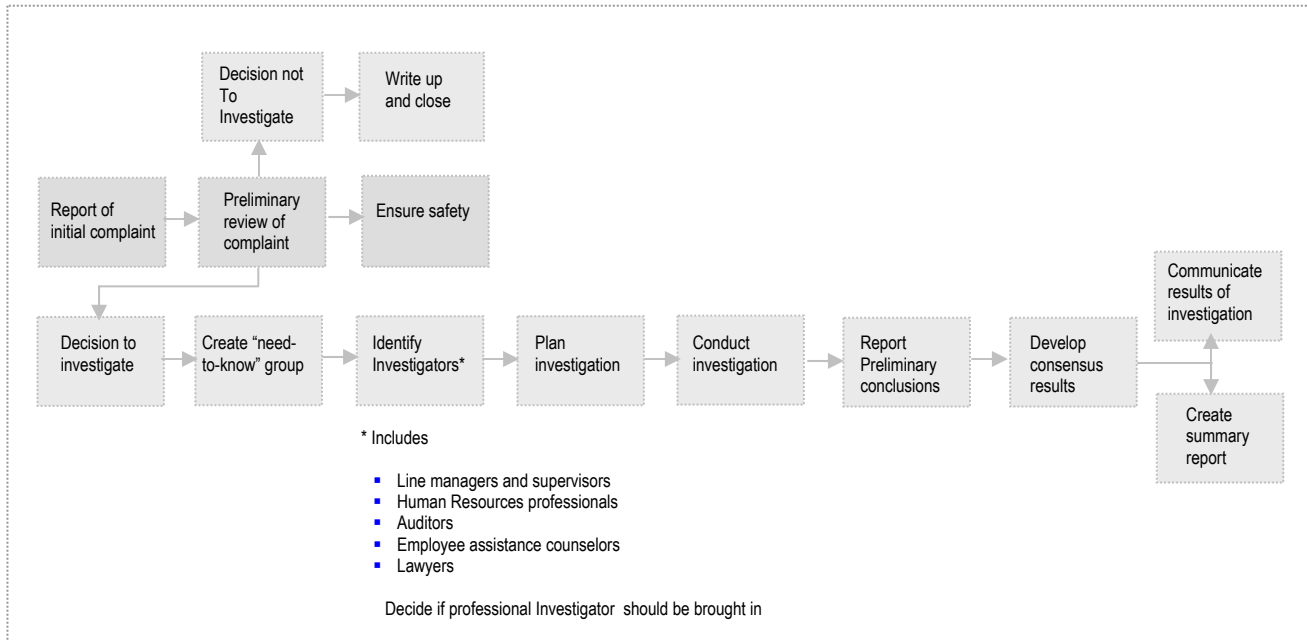 Decision not
To
Investigate
Write up
and close
Report of
initial complaint
Preliminary
review of
complaint
Ensure safety
Decision to
investigate
Create “need-
to-know” group
Identify
Investigators*
Plan
investigation
Conduct
investigation
Report
Preliminary
conclusions
Develop
consensus
results
Communicate
results of
investigation
Create
summary
report
* Includes
▪ Line managers and supervisors
▪ Human Resources professionals
▪ Auditors
▪ Employee assistance counselors
▪ Lawyers
Decide if professional Investigator should be brought in